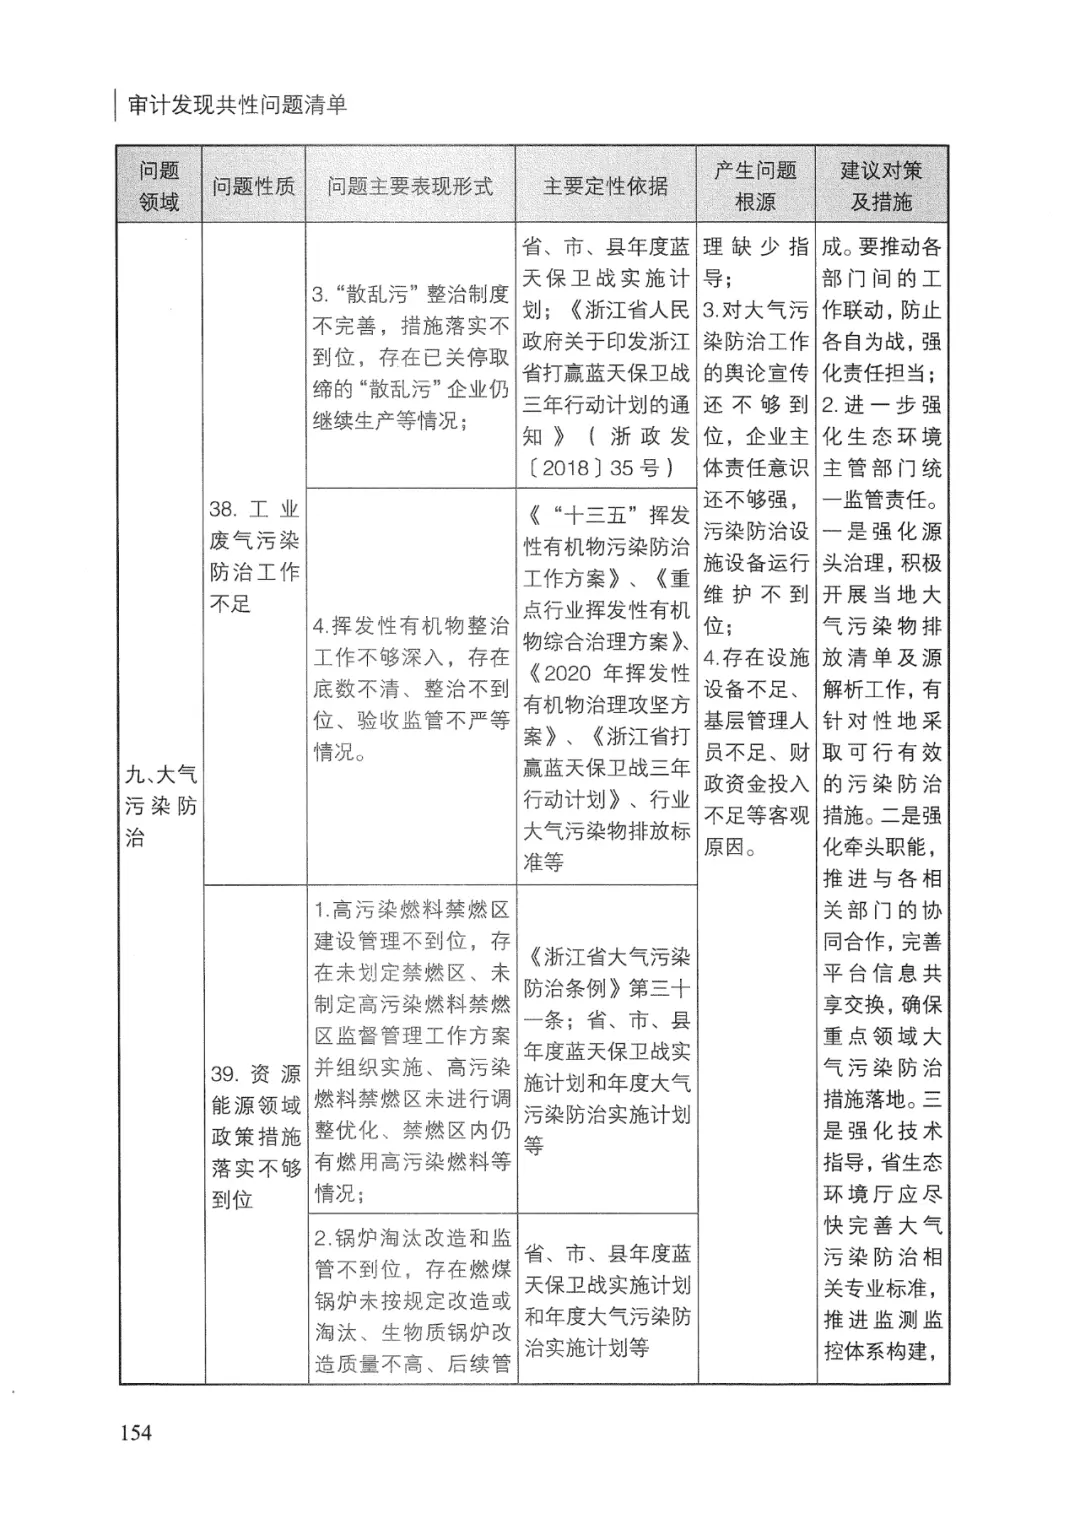 审计发现共性问题清单
问题
领域
问题性质
问题主要表现形式
主要定性依据
产生问题
根源
建议对策
及措施
九、大气
污染防
治
38. 工业
废气污染
防治工作
不足
3. “散乱污”整治制度
不完善，措施落实不
到位，存在已关停取
缔的“散乱污”企业仍
继续生产等情况；
省、市、县年度蓝
天保卫战实施计
划；《浙江省人民
政府关于印发浙江
省打赢蓝天保卫战
三年行动计划的通
知》（浙政发
〔2018〕35 号）
4.挥发性有机物整治
工作不够深入，存在
底数不清、整治不到
位、验收监管不严等
情况。
《“十三五”挥发
性有机物污染防治
工作方案》、《重
点行业挥发性有机
物综合治理方案》、
《2020 年挥发性
有机物治理攻坚方
案》、《浙江省打
赢蓝天保卫战三年
行动计划》、行业
大气污染物排放标
准等
39. 资源
能源领域
政策措施
落实不够
到位
1.高污染燃料禁燃区
建设管理不到位，存
在未划定禁燃区、未
制定高污染燃料禁燃
区监督管理工作方案
并组织实施、高污染
燃料禁燃区未进行调
整优化、禁燃区内仍
有燃用高污染燃料等
情况；
《浙江省大气污染
防治条例》第三十
一条；省、市、县
年度蓝天保卫战实
施计划和年度大气
污染防治实施计划
等
2.锅炉淘汰改造和监
管不到位，存在燃煤
锅炉未按规定改造或
淘汰、生物质锅炉改
造质量不高、后续管
省、市、县年度蓝
天保卫战实施计划
和年度大气污染防
治实施计划等
理缺少指
导；
3.对大气污
染防治工作
的舆论宣传
还不够到
位，企业主
体责任意识
还不够强，
污染防治设
施设备运行
维护不到
位；
4.存在设施
设备不足、
基层管理人
员不足、财
政资金投入
不足等客观
原因。
成。要推动各
部门间的工
作联动，防止
各自为战，强
化责任担当；
2.进一步强
化生态环境
主管部门统
一监管责任。
一是强化源
头治理，积极
开展当地大
气污染物排
放清单及源
解析工作，有
针对性地采
取可行有效
的污染防治
措施。二是强
化牵头职能，
推进与各相
关部门的协
同合作，完善
平台信息共
享交换，确保
重点领域大
气污染防治
措施落地。三
是强化技术
指导，省生态
环境厅应尽
快完善大气
污染防治相
关专业标准，
推进监测监
控体系构建，
154